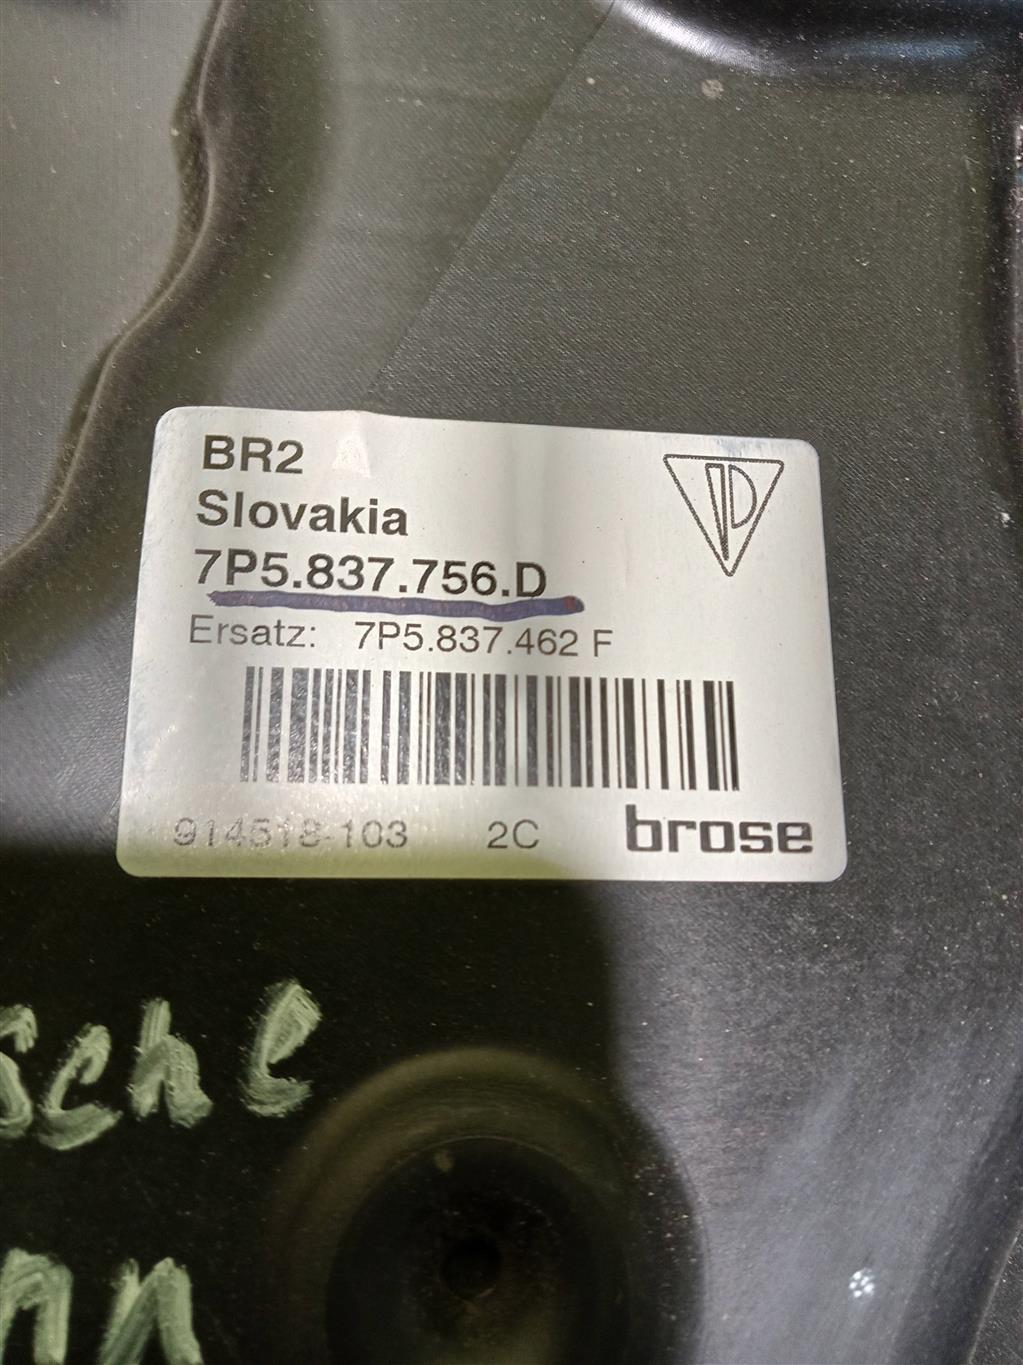 BR2
Slovakia
7P5.837.756.D
Ersatz: 7P5.837.462 F
914518-103 2C brose